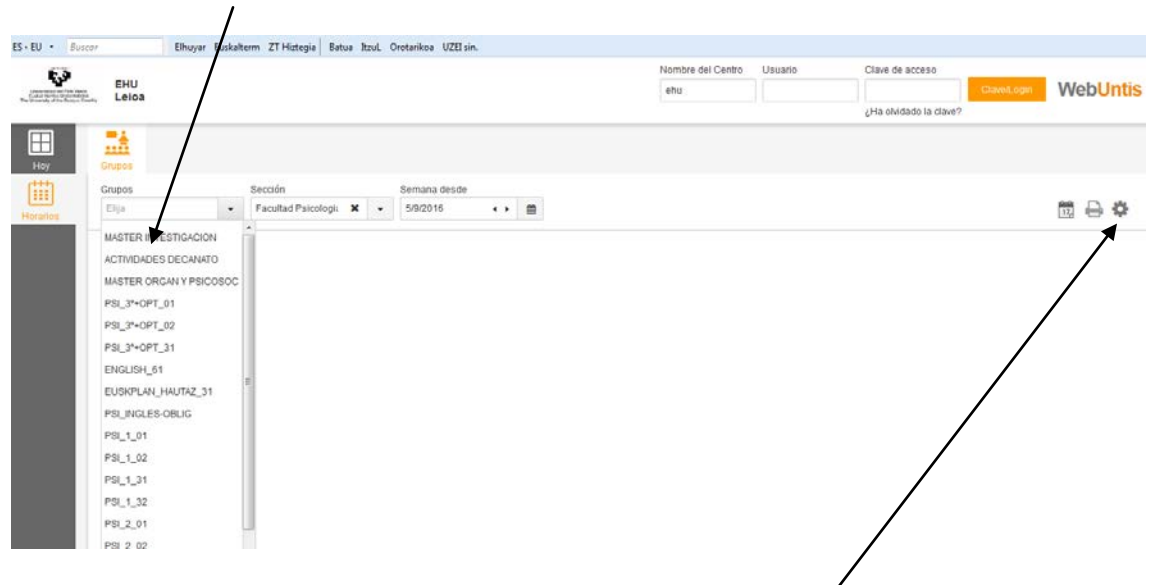 ES - EU Buscar Elhuyar Euskalterm ZT Hiztegia Batua ItzuL Orotarikoa UZEI sin.
Nombre del Centro Usuario Clave de acceso
EHU
Leioa
ehu Clave/Login WebUntis
¿Ha olvidado la clave?
Hoy Grupos
Horarios
Grupos Sección Semana desde
Elija Facultad Psicologí 5/9/2016
MASTER INVESTIGACION
ACTIVIDADES DECANATO
MASTER ORGAN Y PSICOSOC
PSI_3º+OPT_01
PSI_3º+OPT_02
PSI_3º+OPT_31
ENGLISH_61
EUSKPLAN_HAUTAZ_31
PSI_INGLES-OBLIG
PSI_1_01
PSI_1_02
PSI_1_31
PSI_1_32
PSI_2_01
PSI_2_02